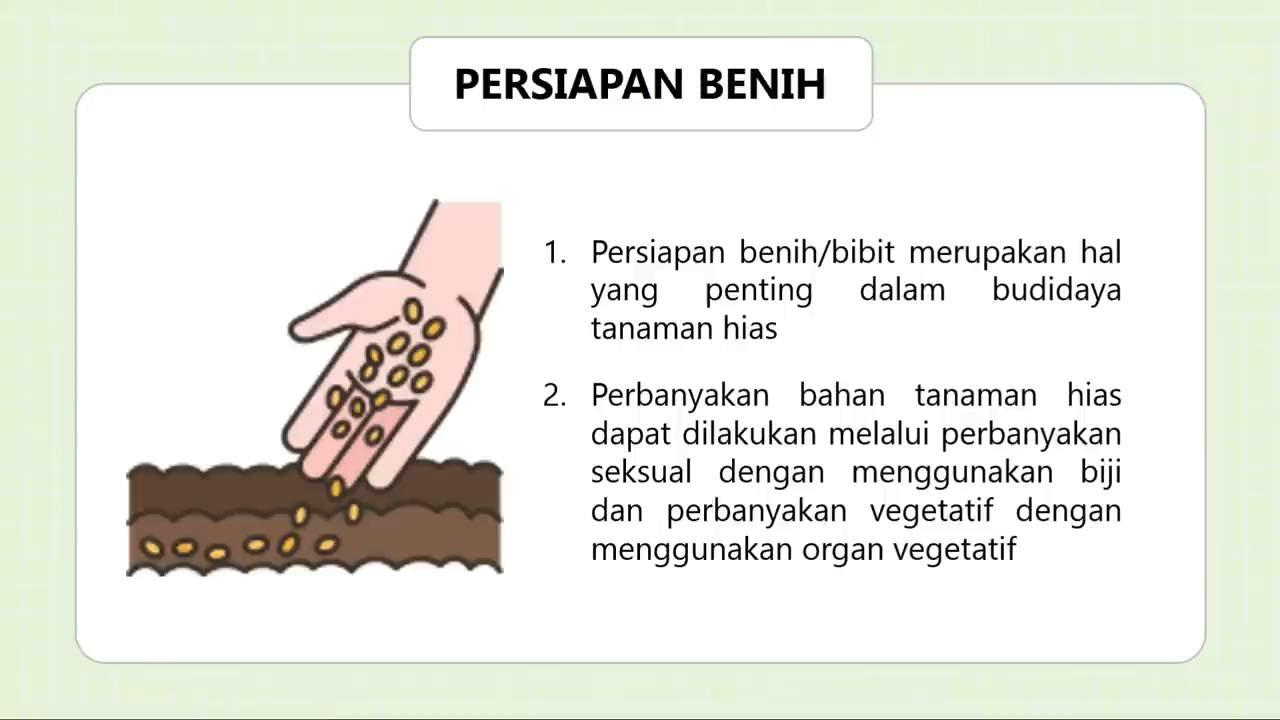 PERSIAPAN BENIH
1. Persiapan benih/bibit merupakan hal
yang penting dalam budidaya
tanaman hias
2. Perbanyakan bahan tanaman hias
dapat dilakukan melalui perbanyakan
seksual dengan menggunakan biji
dan perbanyakan vegetatif dengan
menggunakan organ vegetatif